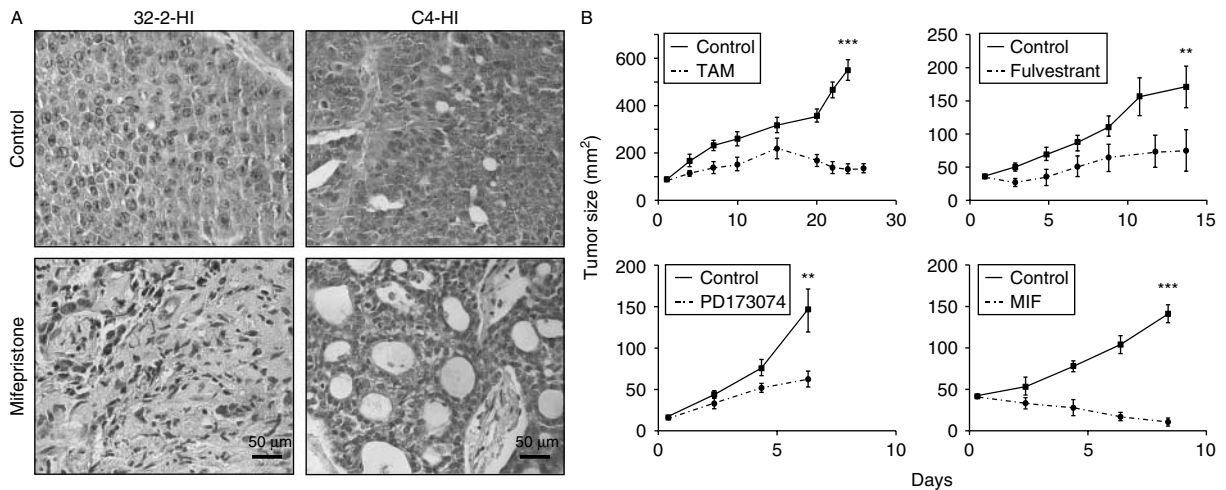 A
32-2-HI
C4-HI
Control
Mifepristone
50 μm
50 μm
B
Tumor size (mm2)
Control
TAM
***
600
400
200
0
0
10
20
30
Control
Fulvestrant
**
250
200
150
100
50
0
0
5
10
15
Control
PD173074
**
200
150
100
50
0
0
5
10
Control
MIF
***
200
150
100
50
0
0
5
10
Days